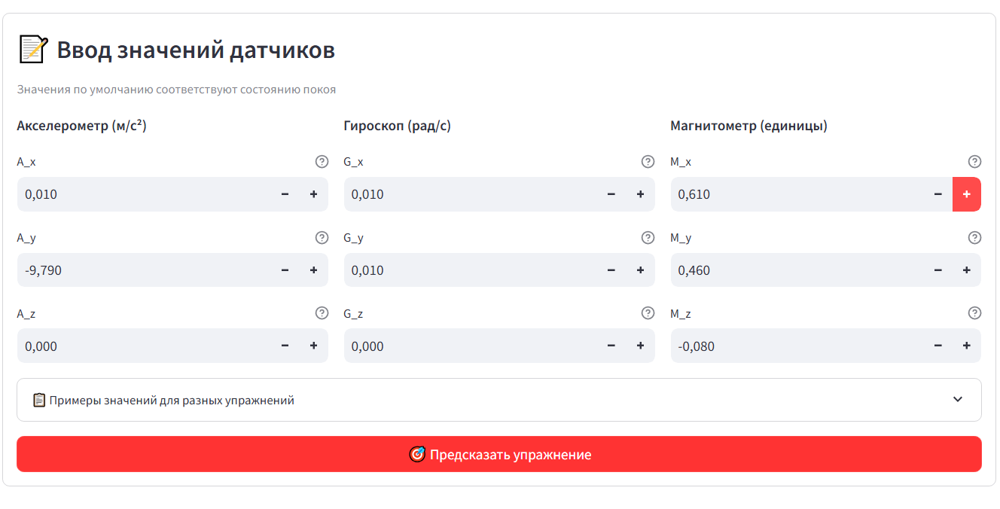 Ввод значений датчиков
Значения по умолчанию соответствуют состоянию покоя
Акселерометр (м/с²) Гироскоп (рад/с) Магнитометр (единицы)
A_x G_x M_x
0,010 0,010 0,610
A_y G_y M_y
-9,790 0,010 0,460
A_z G_z M_z
0,000 0,000 -0,080
Примеры значений для разных упражнений
Предсказать упражнение